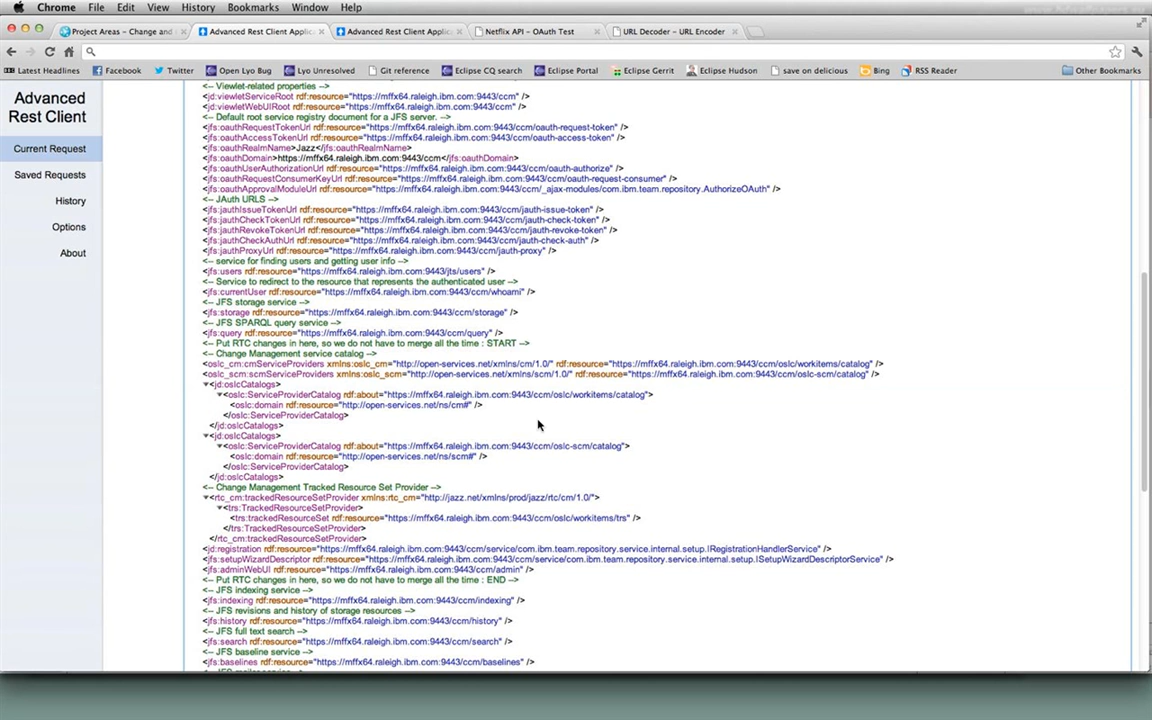 Chrome File Edit View History Bookmarks Window Help
Project Areas – Change and Advanced Rest Client Applica Advanced Rest Client Applica Netflix API – OAuth Test URL Decoder – URL Encoder
Latest Headlines Facebook Twitter Open Lyo Bug Lyo Unresolved Git reference Eclipse CQ search Eclipse Portal Eclipse Gerrit Eclipse Hudson save on delicious Bing RSS Reader Other Bookmarks
Advanced
Rest Client
Current Request
Saved Requests
History
Options
About
<!-- Viewlet-related properties -->
<jd:viewletServiceRoot rdf:resource="https://mffx64.raleigh.ibm.com:9443/ccm" />
<jd:viewletWebUIRoot rdf:resource="https://mffx64.raleigh.ibm.com:9443/ccm" />
<!-- Default root service registry document for a JFS server. -->
<jfs:oauthRequestTokenUrl rdf:resource="https://mffx64.raleigh.ibm.com:9443/ccm/oauth-request-token" />
<jfs:oauthAccessTokenUrl rdf:resource="https://mffx64.raleigh.ibm.com:9443/ccm/oauth-access-token" />
<jfs:oauthRealmName>Jazz</jfs:oauthRealmName>
<jfs:oauthDomain>https://mffx64.raleigh.ibm.com:9443/ccm</jfs:oauthDomain>
<jfs:oauthUserAuthorizationUrl rdf:resource="https://mffx64.raleigh.ibm.com:9443/ccm/oauth-authorize" />
<jfs:oauthRequestConsumerKeyUrl rdf:resource="https://mffx64.raleigh.ibm.com:9443/ccm/oauth-request-consumer" />
<jfs:oauthApprovalModuleUrl rdf:resource="https://mffx64.raleigh.ibm.com:9443/ccm/_ajax-modules/com.ibm.team.repository.AuthorizeOAuth" />
<!-- JAuth URLS -->
<jfs:jauthIssueTokenUrl rdf:resource="https://mffx64.raleigh.ibm.com:9443/ccm/jauth-issue-token" />
<jfs:jauthCheckTokenUrl rdf:resource="https://mffx64.raleigh.ibm.com:9443/ccm/jauth-check-token" />
<jfs:jauthRevokeTokenUrl rdf:resource="https://mffx64.raleigh.ibm.com:9443/ccm/jauth-revoke-token" />
<jfs:jauthCheckAuthUrl rdf:resource="https://mffx64.raleigh.ibm.com:9443/ccm/jauth-check-auth" />
<jfs:jauthProxyUrl rdf:resource="https://mffx64.raleigh.ibm.com:9443/ccm/jauth-proxy" />
<!-- service for finding users and getting user info -->
<jfs:users rdf:resource="https://mffx64.raleigh.ibm.com:9443/jts/users" />
<!-- Service to redirect to the resource that represents the authenticated user -->
<jfs:currentUser rdf:resource="https://mffx64.raleigh.ibm.com:9443/ccm/whoami" />
<!-- JFS storage service -->
<jfs:storage rdf:resource="https://mffx64.raleigh.ibm.com:9443/ccm/storage" />
<!-- JFS SPARQL query service -->
<jfs:query rdf:resource="https://mffx64.raleigh.ibm.com:9443/ccm/query" />
<!-- Put RTC changes in here, so we do not have to merge all the time : START -->
<!-- Change Management service catalog -->
<oslc_cm:cmServiceProviders xmlns:oslc_cm="http://open-services.net/xmlns/cm/1.0/" rdf:resource="https://mffx64.raleigh.ibm.com:9443/ccm/oslc/workitems/catalog" />
<oslc_scm:scmServiceProviders xmlns:oslc_scm="http://open-services.net/xmlns/scm/1.0/" rdf:resource="https://mffx64.raleigh.ibm.com:9443/ccm/oslc-scm/catalog" />
<jd:oslcCatalogs>
<oslc:ServiceProviderCatalog rdf:about="https://mffx64.raleigh.ibm.com:9443/ccm/oslc/workitems/catalog">
<oslc:domain rdf:resource="http://open-services.net/ns/cm#" />
</oslc:ServiceProviderCatalog>
</jd:oslcCatalogs>
<jd:oslcCatalogs>
<oslc:ServiceProviderCatalog rdf:about="https://mffx64.raleigh.ibm.com:9443/ccm/oslc-scm/catalog">
<oslc:domain rdf:resource="http://open-services.net/ns/scm#" />
</oslc:ServiceProviderCatalog>
</jd:oslcCatalogs>
<!-- Change Management Tracked Resource Set Provider -->
<rtc_cm:trackedResourceSetProvider xmlns:rtc_cm="http://jazz.net/xmlns/prod/jazz/rtc/cm/1.0/">
<trs:TrackedResourceSetProvider>
<trs:trackedResourceSet rdf:resource="https://mffx64.raleigh.ibm.com:9443/ccm/oslc/workitems/trs" />
</trs:TrackedResourceSetProvider>
</rtc_cm:trackedResourceSetProvider>
<jd:registration rdf:resource="https://mffx64.raleigh.ibm.com:9443/ccm/service/com.ibm.team.repository.service.internal.setup.IRegistrationHandlerService" />
<jfs:setupWizardDescriptor rdf:resource="https://mffx64.raleigh.ibm.com:9443/ccm/service/com.ibm.team.repository.service.internal.setup.ISetupWizardDescriptorService" />
<jfs:adminWebUI rdf:resource="https://mffx64.raleigh.ibm.com:9443/ccm/admin" />
<!-- Put RTC changes in here, so we do not have to merge all the time : END -->
<!-- JFS indexing service -->
<jfs:indexing rdf:resource="https://mffx64.raleigh.ibm.com:9443/ccm/indexing" />
<!-- JFS revisions and history of storage resources -->
<jfs:history rdf:resource="https://mffx64.raleigh.ibm.com:9443/ccm/history" />
<!-- JFS full text search -->
<jfs:search rdf:resource="https://mffx64.raleigh.ibm.com:9443/ccm/search" />
<!-- JFS baseline service -->
<jfs:baselines rdf:resource="https://mffx64.raleigh.ibm.com:9443/ccm/baselines" />